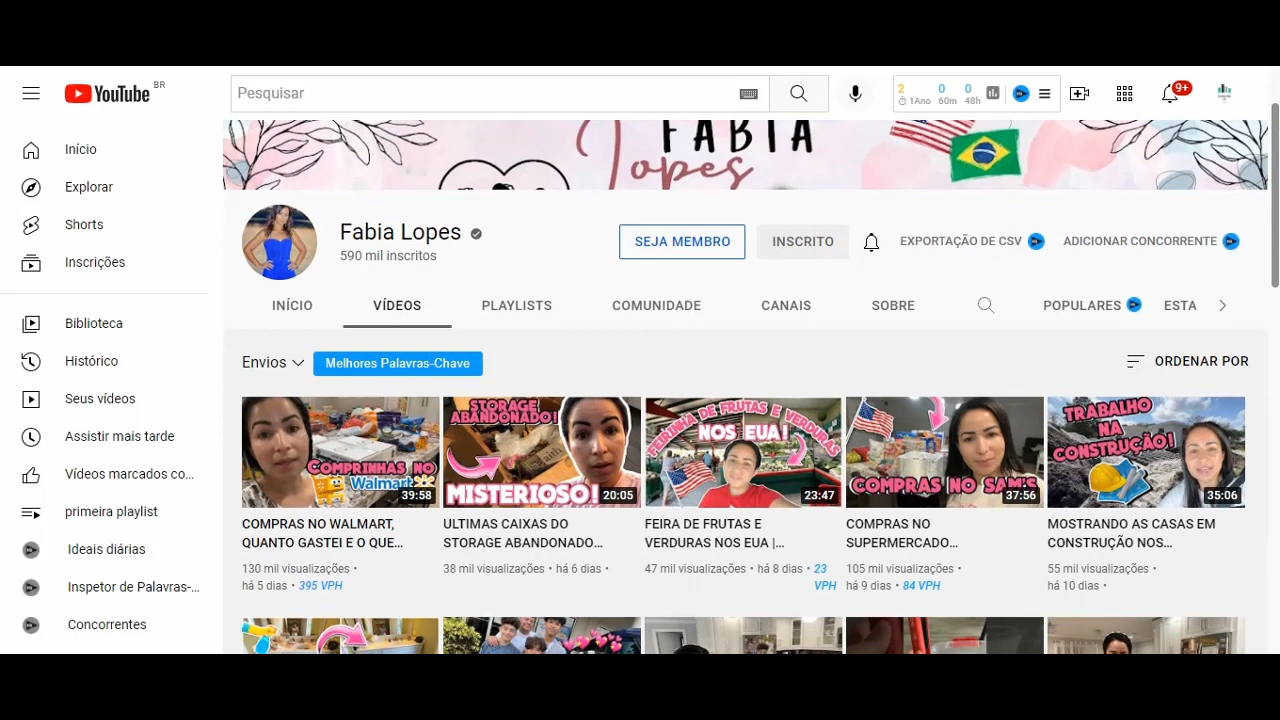 YouTube BR
Pesquisar
2 0 0
1Ano 60m 48h
9+
FABIA
Lopes
Início
Explorar
Shorts
Inscrições
Biblioteca
Histórico
Seus vídeos
Assistir mais tarde
Vídeos marcados co...
primeira playlist
Ideais diárias
Inspetor de Palavras-...
Concorrentes
Fabia Lopes
590 mil inscritos
SEJA MEMBRO
INSCRITO
EXPORTAÇÃO DE CSV
ADICIONAR CONCORRENTE
INÍCIO
VÍDEOS
PLAYLISTS
COMUNIDADE
CANAIS
SOBRE
POPULARES
ESTA
Envios
Melhores Palavras-Chave
ORDENAR POR
COMPRINHAS NO
Walmart
39:58
COMPRAS NO WALMART,
QUANTO GASTEI E O QUE...
130 mil visualizações •
há 5 dias • 395 VPH
STORAGE
ABANDONADO!
MISTERIOSO!
20:05
ULTIMAS CAIXAS DO
STORAGE ABANDONADO...
38 mil visualizações • há 6 dias •
FEIRINHA DE FRUTAS E VERDURAS
NOS EUA!
23:47
FEIRA DE FRUTAS E
VERDURAS NOS EUA |...
47 mil visualizações • há 8 dias • 23
VPH
COMPRAS NO SAM'S
37:56
COMPRAS NO
SUPERMERCADO...
105 mil visualizações •
há 9 dias • 84 VPH
TRABALHO
NA
CONSTRUÇÃO!
35:06
MOSTRANDO AS CASAS EM
CONSTRUÇÃO NOS...
55 mil visualizações •
há 10 dias •